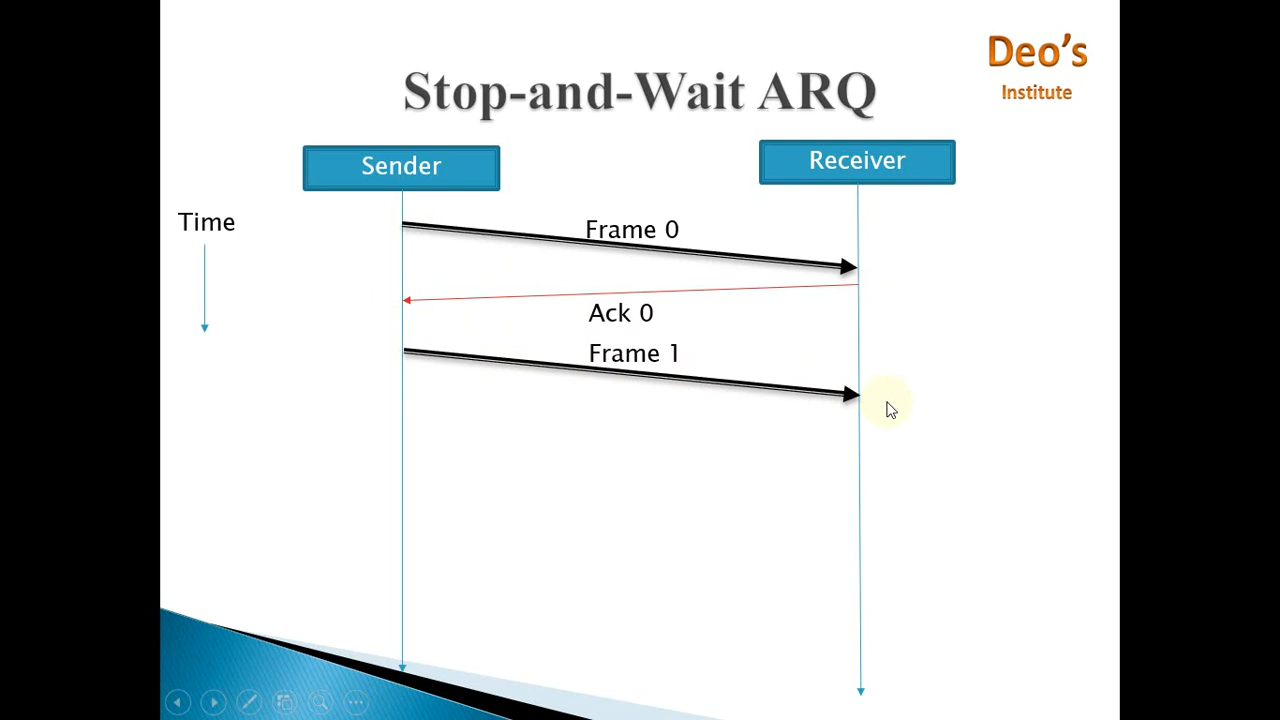 Deo's
Institute
Stop-and-Wait ARQ
Sender
Receiver
Time
Frame 0
Ack 0
Frame 1